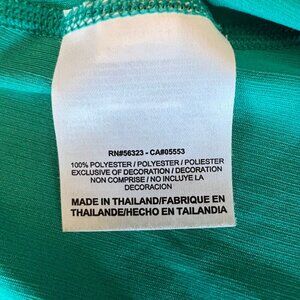 RN#56323 - CA#05553
100% POLYESTER / POLYESTER / POLIESTER
EXCLUSIVE OF DECORATION / DECORATION
NON COMPRISE / NO INCLUYE LA
DECORACION
MADE IN THAILAND/FABRIQUE EN
THAILANDE/HECHO EN TAILANDIA